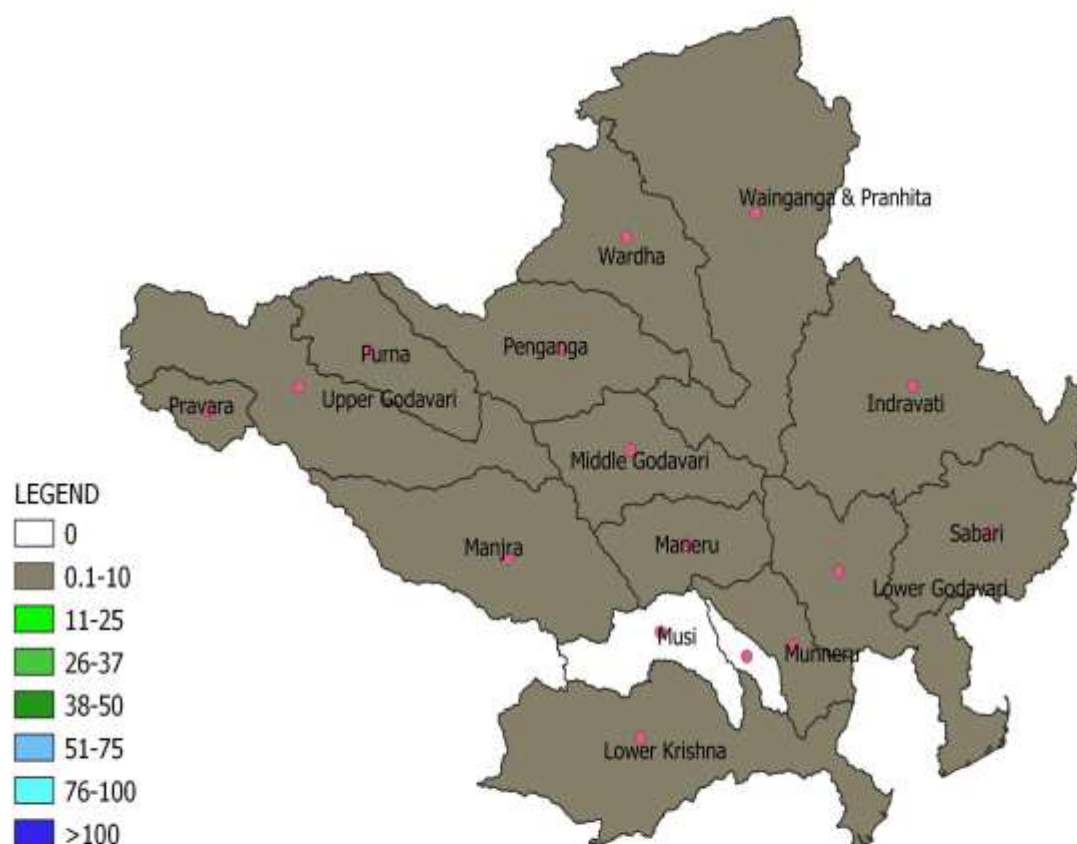 Wainganga & Pranhita
Wardha
Purna
Penganga
Pravara
Upper Godavari
Indravati
Middle Godavari
LEGEND
0
0.1-10
11-25
26-37
38-50
51-75
76-100
>100
Manjra
Maneru
Sabari
Lower Godavari
Musi
Munneru
Lower Krishna